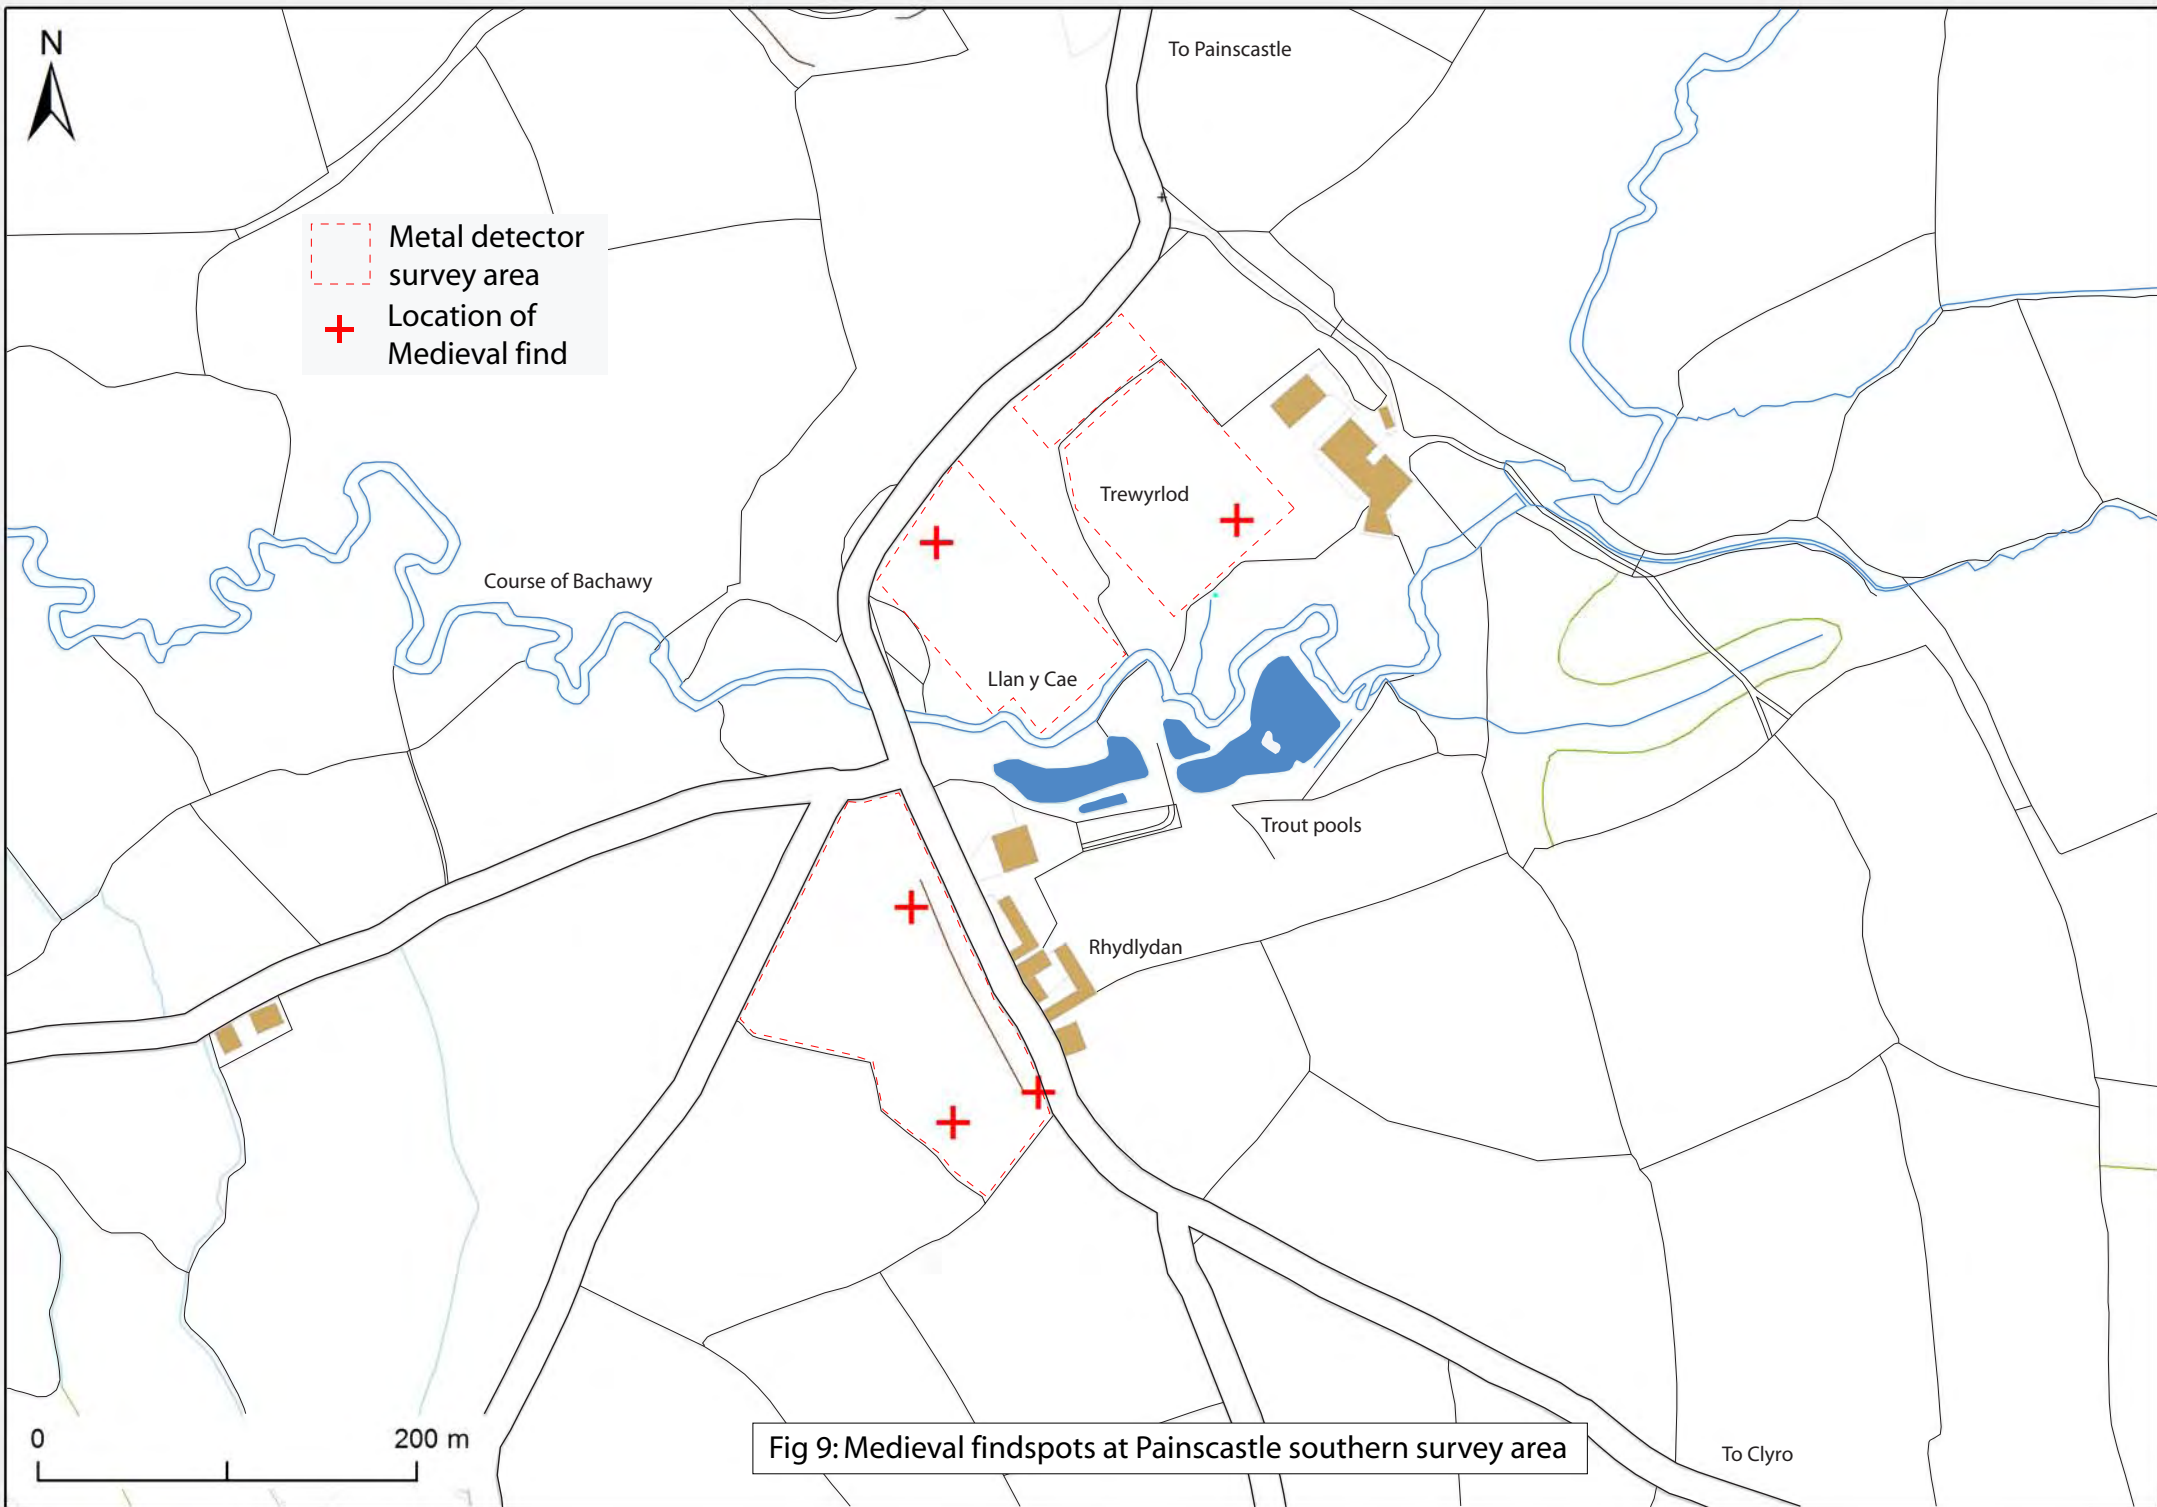 N
To Painscastle
Metal detector
survey area
Location of
Medieval find
Trewyrlod
Course of Bachawy
Llan y Cae
Trout pools
Rhydlydan
0
200 m
Fig 9: Medieval findspots at Painscastle southern survey area
To Clyro